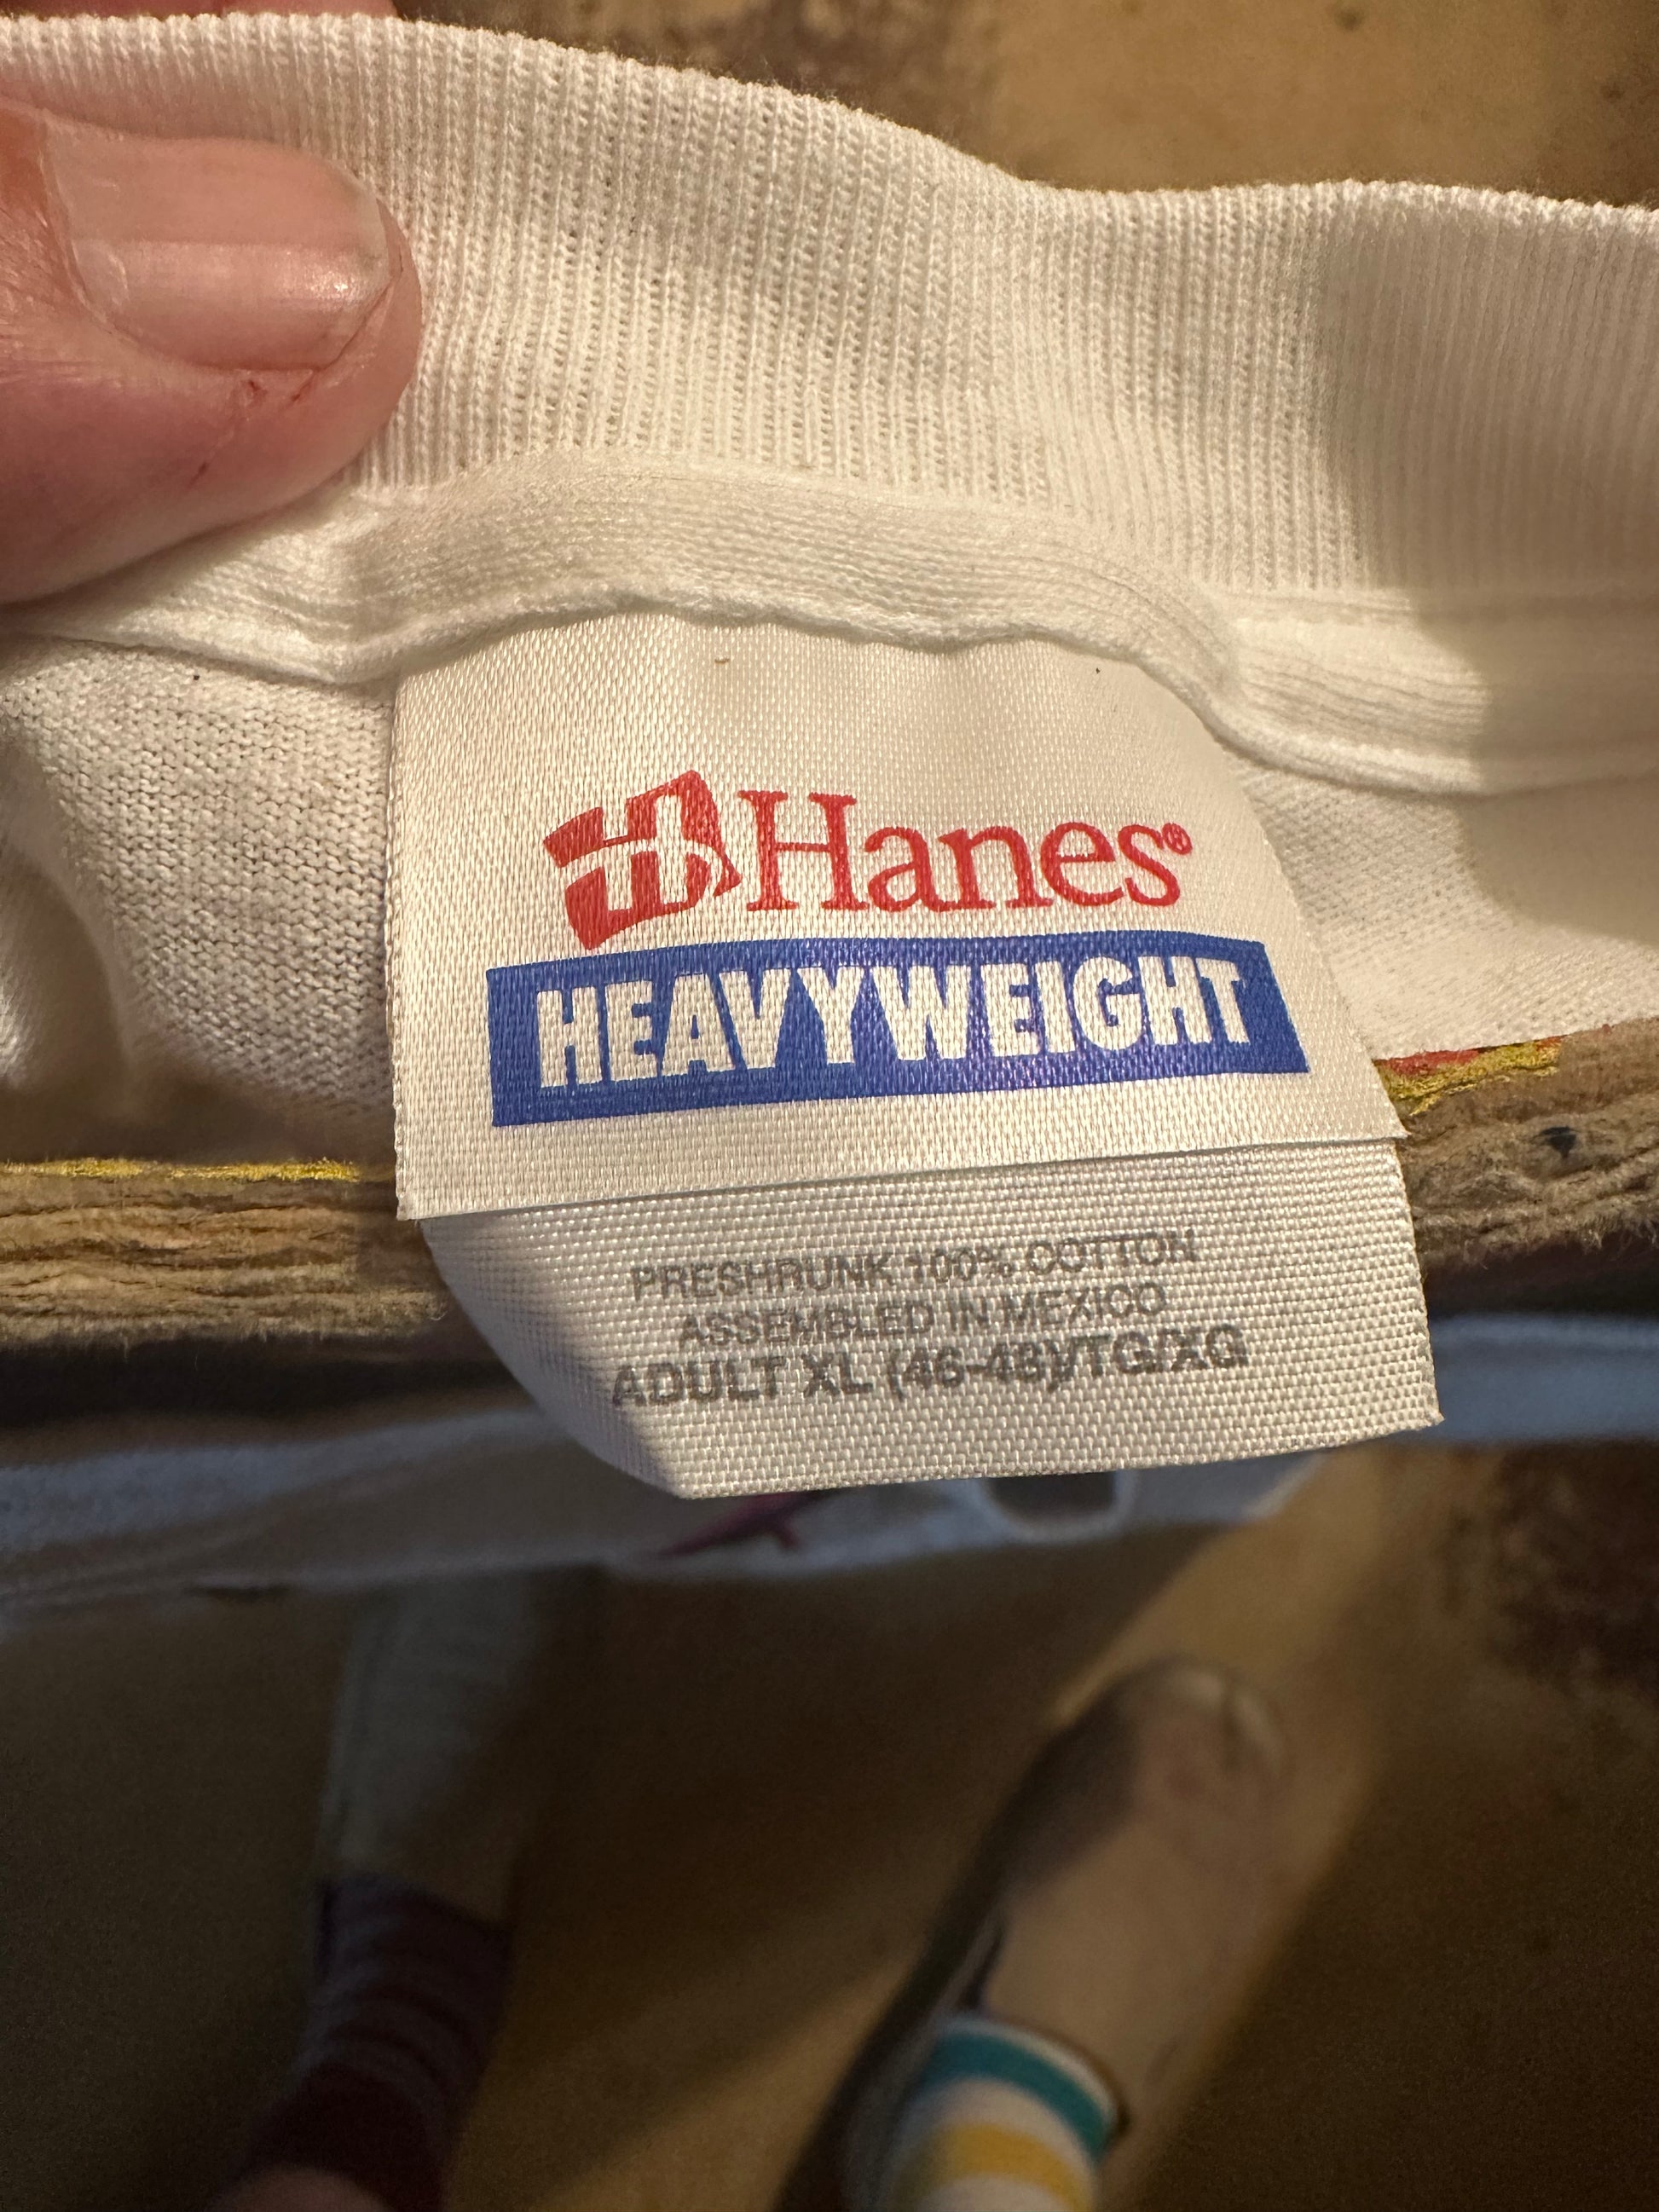 Hanes®
HEAVYWEIGHT
PRESHRUNK 100% COTTON
ASSEMBLED IN MEXICO
ADULT XL (46-48)/TG/XG